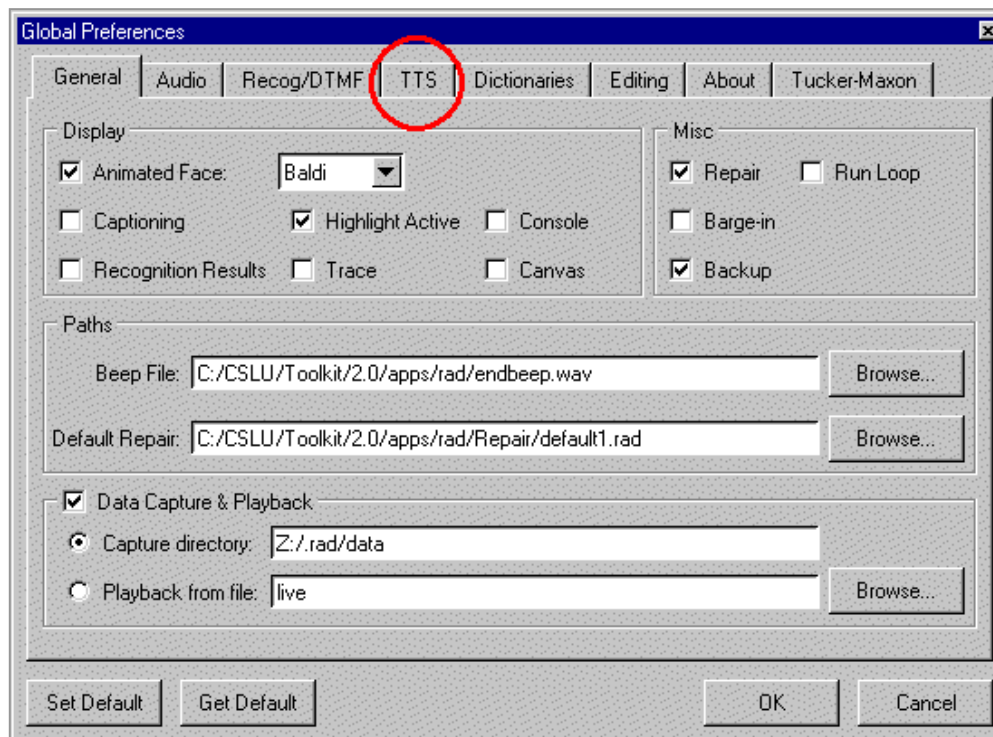 Global Preferences
General Audio Recog/DTMF TTS Dictionaries Editing About Tucker-Maxon
Display Misc
Animated Face: Baldi Repair Run Loop
Captioning Highlight Active Console Barge-in
Recognition Results Trace Canvas Backup
Paths
Beep File: C:/CSLU/Toolkit/2.0/apps/rad/endbeep.wav Browse...
Default Repair: C:/CSLU/Toolkit/2.0/apps/rad/Repair/default1.rad Browse...
Data Capture & Playback
Capture directory: Z:/.rad/data
Playback from file: live Browse...
Set Default Get Default OK Cancel